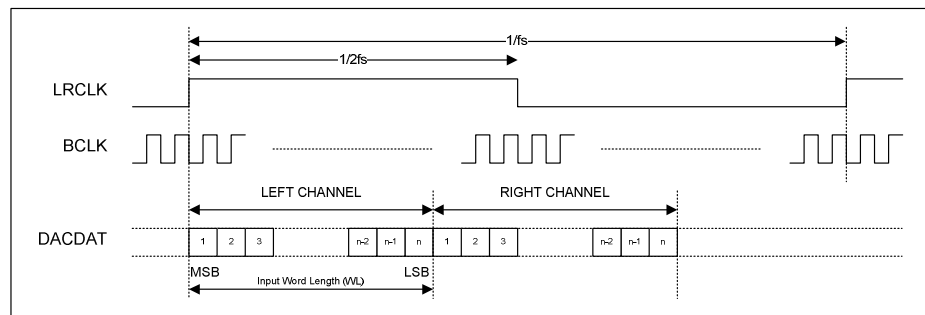 1/fs
1/2fs
LRCLK
BCLK
LEFT CHANNEL RIGHT CHANNEL
DACDAT 1 2 3 n-2 n-1 n 1 2 3 n-2 n-1 n
MSB LSB
Input Word Length (WL)